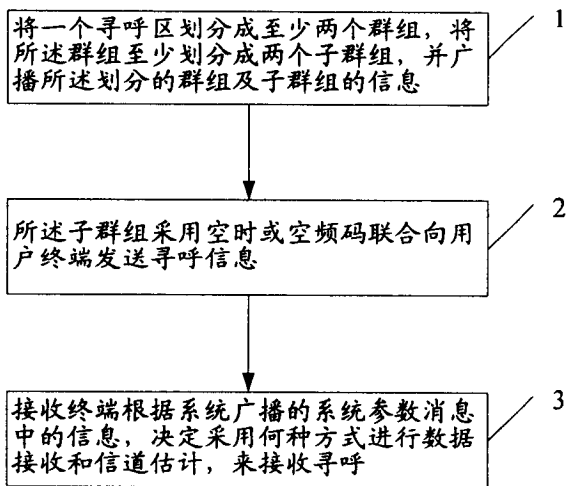 将一个寻呼区划分成至少两个群组，将
所述群组至少划分成两个子群组，并广
播所述划分的群组及子群组的信息
1
所述子群组采用空时或空频码联合向用
户终端发送寻呼信息
2
接收终端根据系统广播的系统参数消息
中的信息，决定采用何种方式进行数据
接收和信道估计，来接收寻呼
3